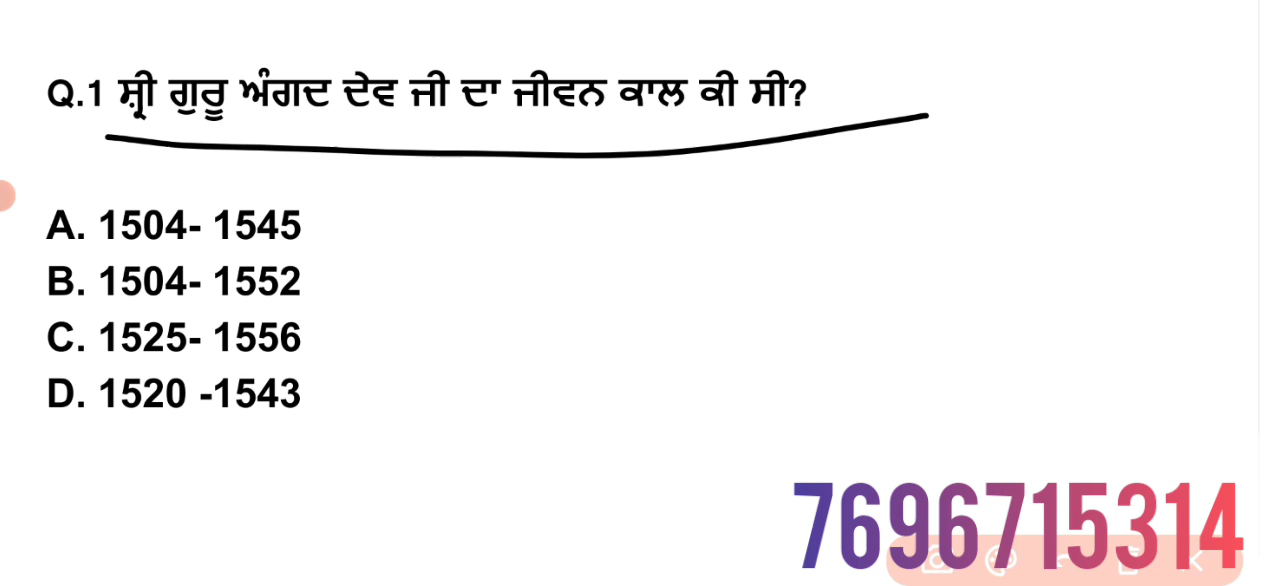 Q.1 ਸ਼੍ਰੀ ਗੁਰੂ ਅੰਗਦ ਦੇਵ ਜੀ ਦਾ ਜੀਵਨ ਕਾਲ ਕੀ ਸੀ?
A. 1504- 1545
B. 1504- 1552
C. 1525- 1556
D. 1520 -1543
7696715314